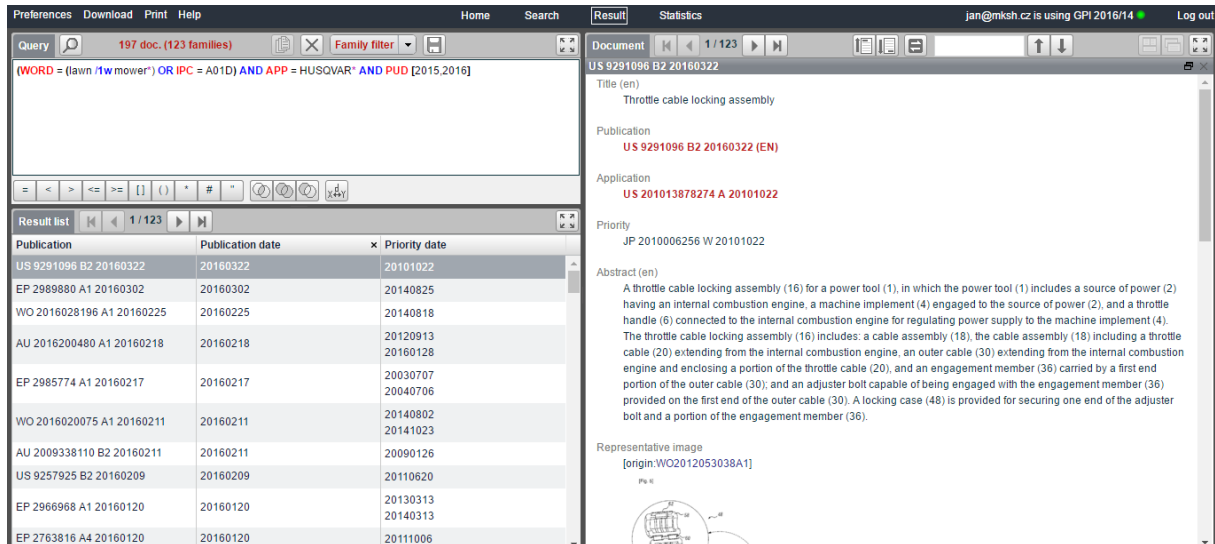 Preferences Download Print Help Home Search Result Statistics jan@mksh.cz is using GPI 2016/14 Log out
Query 197 doc. (123 families) Family filter
(WORD = (lawn /1w mower*) OR IPC = A01D) AND APP = HUSQVAR* AND PUD [2015,2016]
= < > <= >= [] () * # "
Result list 1 / 123
Publication Publication date × Priority date
US 9291096 B2 20160322 20160322 20101022
EP 2989880 A1 20160302 20160302 20140825
WO 2016028196 A1 20160225 20160225 20140818
AU 2016200480 A1 20160218 20160218 20120913
20160128
EP 2985774 A1 20160217 20160217 20030707
20040706
WO 2016020075 A1 20160211 20160211 20140802
20141023
AU 2009338110 B2 20160211 20160211 20090126
US 9257925 B2 20160209 20160209 20110620
EP 2966968 A1 20160120 20160120 20130313
20140313
EP 2763816 A4 20160120 20160120 20111006
Document 1 / 123
US 9291096 B2 20160322
Title (en)
Throttle cable locking assembly
Publication
US 9291096 B2 20160322 (EN)
Application
US 201013878274 A 20101022
Priority
JP 2010006256 W 20101022
Abstract (en)
A throttle cable locking assembly (16) for a power tool (1), in which the power tool (1) includes a source of power (2)
having an internal combustion engine, a machine implement (4) engaged to the source of power (2), and a throttle
handle (6) connected to the internal combustion engine for regulating power supply to the machine implement (4).
The throttle cable locking assembly (16) includes: a cable assembly (18), the cable assembly (18) including a throttle
cable (20) extending from the internal combustion engine, an outer cable (30) extending from the internal combustion
engine and enclosing a portion of the throttle cable (20), and an engagement member (36) carried by a first end
portion of the outer cable (30); and an adjuster bolt capable of being engaged with the engagement member (36)
provided on the first end of the outer cable (30). A locking case (48) is provided for securing one end of the adjuster
bolt and a portion of the engagement member (36).
Representative image
[origin:WO2012053038A1]